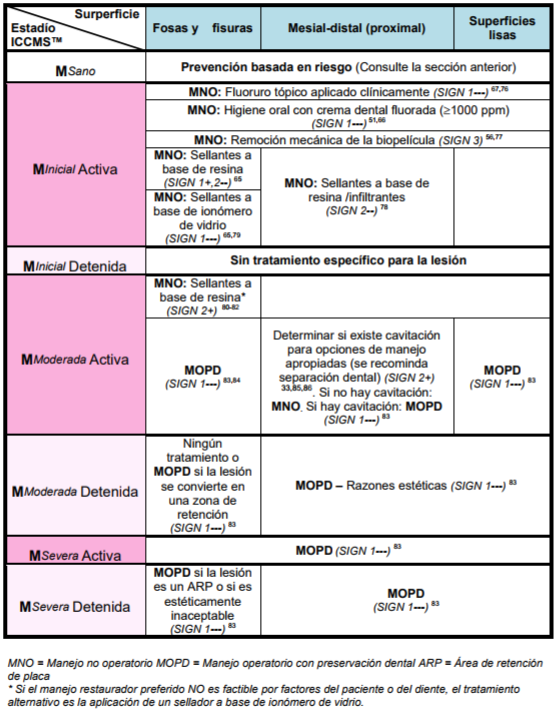 Surperficie
Estadío
ICCMS™
Fosas y fisuras
Mesial-distal (proximal)
Superficies
lisas
MSano
Prevención basada en riesgo (Consulte la sección anterior)
MInicial Activa
MNO: Fluoruro tópico aplicado clínicamente (SIGN 1---) 67,76
MNO: Higiene oral con crema dental fluorada (≥1000 ppm)
(SIGN 1---) 51,66
MNO: Remoción mecánica de la biopelícula (SIGN 3) 56,77
MNO: Sellantes a
base de resina
(SIGN 1+,2--) 65
MNO: Sellantes a
base de ionómero
de vidrio
(SIGN 1---) 65,79
MNO: Sellantes a base de
resina /infiltrantes
(SIGN 2--) 78
MInicial Detenida
Sin tratamiento específico para la lesión
MModerada Activa
MNO: Sellantes a
base de resina*
(SIGN 2+) 80-82
MOPD
(SIGN 1---) 83,84
Determinar si existe cavitación
para opciones de manejo
apropiadas (se recominda
separación dental) (SIGN 2+)
33,85,86. Si no hay cavitación:
MNO. Si hay cavitación: MOPD
(SIGN 1---) 83
MOPD
(SIGN 1---) 83
MModerada Detenida
Ningún
tratamiento o
MOPD si la lesión
se convierte en
una zona de
retención
(SIGN 1---) 83
MOPD – Razones estéticas (SIGN 1---) 83
MSevera Activa
MOPD (SIGN 1---) 83
MSevera Detenida
MOPD si la lesión
es un ARP o si es
estéticamente
inaceptable
(SIGN 1---) 83
MOPD
(SIGN 1---) 83
MNO = Manejo no operatorio MOPD = Manejo operatorio con preservación dental ARP = Área de retención
de placa
* Si el manejo restaurador preferido NO es factible por factores del paciente o del diente, el tratamiento
alternativo es la aplicación de un sellador a base de ionómero de vidrio.